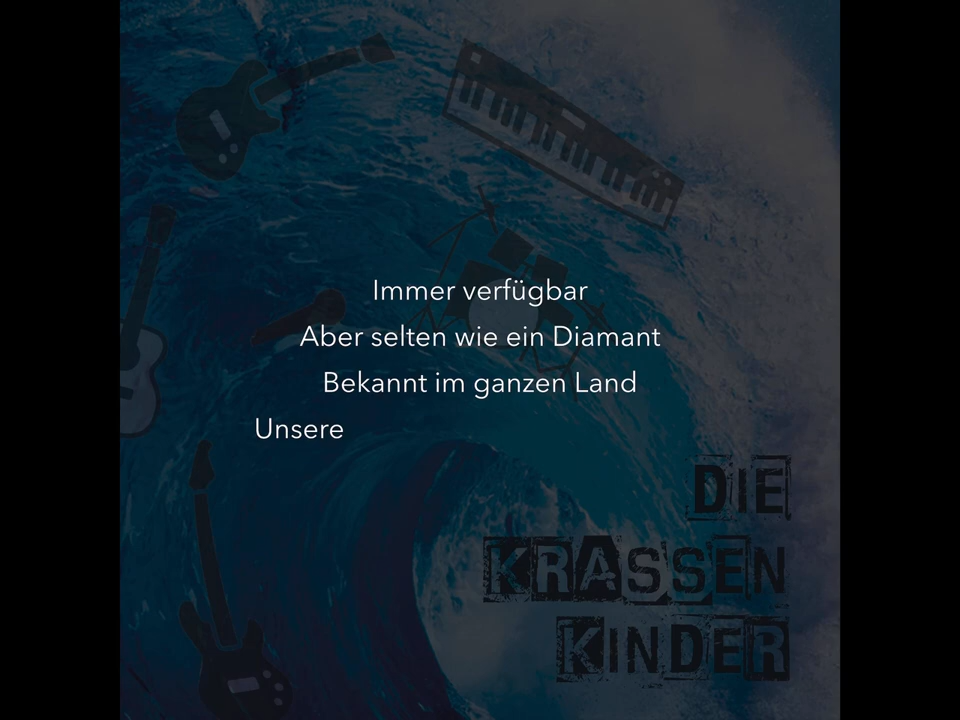 Immer verfügbar
Aber selten wie ein Diamant
Bekannt im ganzen Land
Unsere
DIE
KRASSEN
KINDER